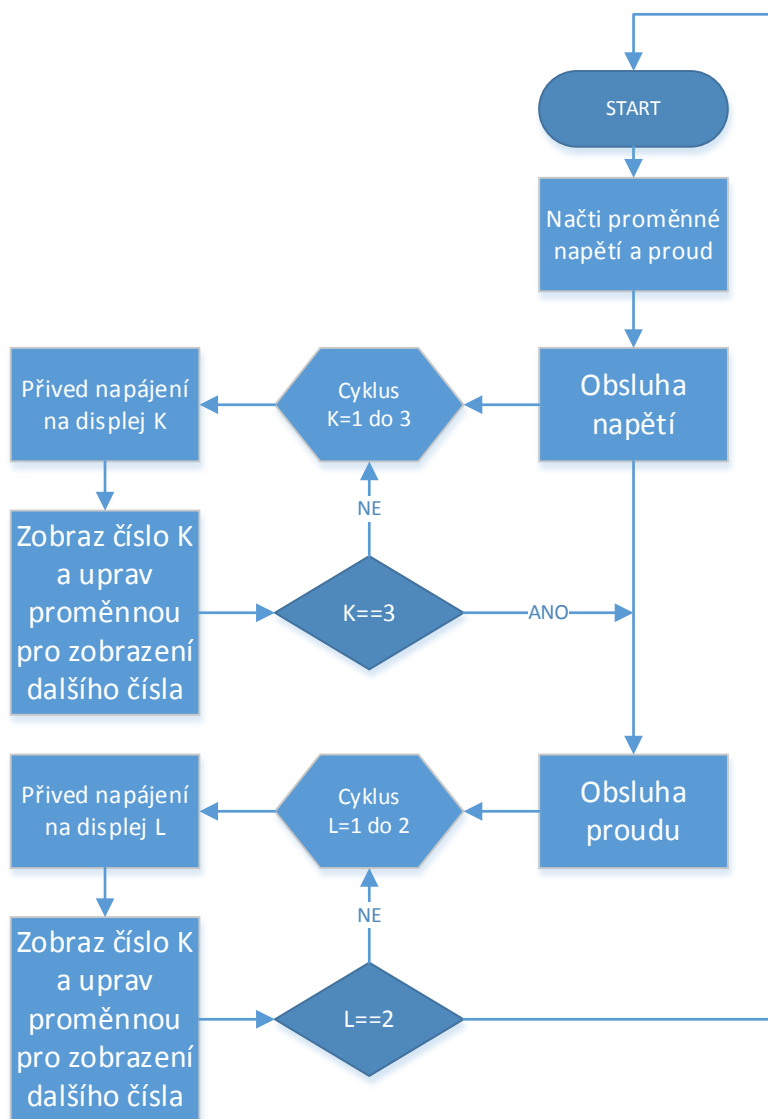 START
Načti proměnné
napětí a proud
Obsluha
napětí
Cyklus
K=1 do 3
Přived napájení
na displej K
Zobraz číslo K
a uprav
proměnnou
pro zobrazení
dalšího čísla
K==3
NE
ANO
Obsluha
proudu
Cyklus
L=1 do 2
Přived napájení
na displej L
Zobraz číslo K
a uprav
proměnnou
pro zobrazení
dalšího čísla
L==2
NE